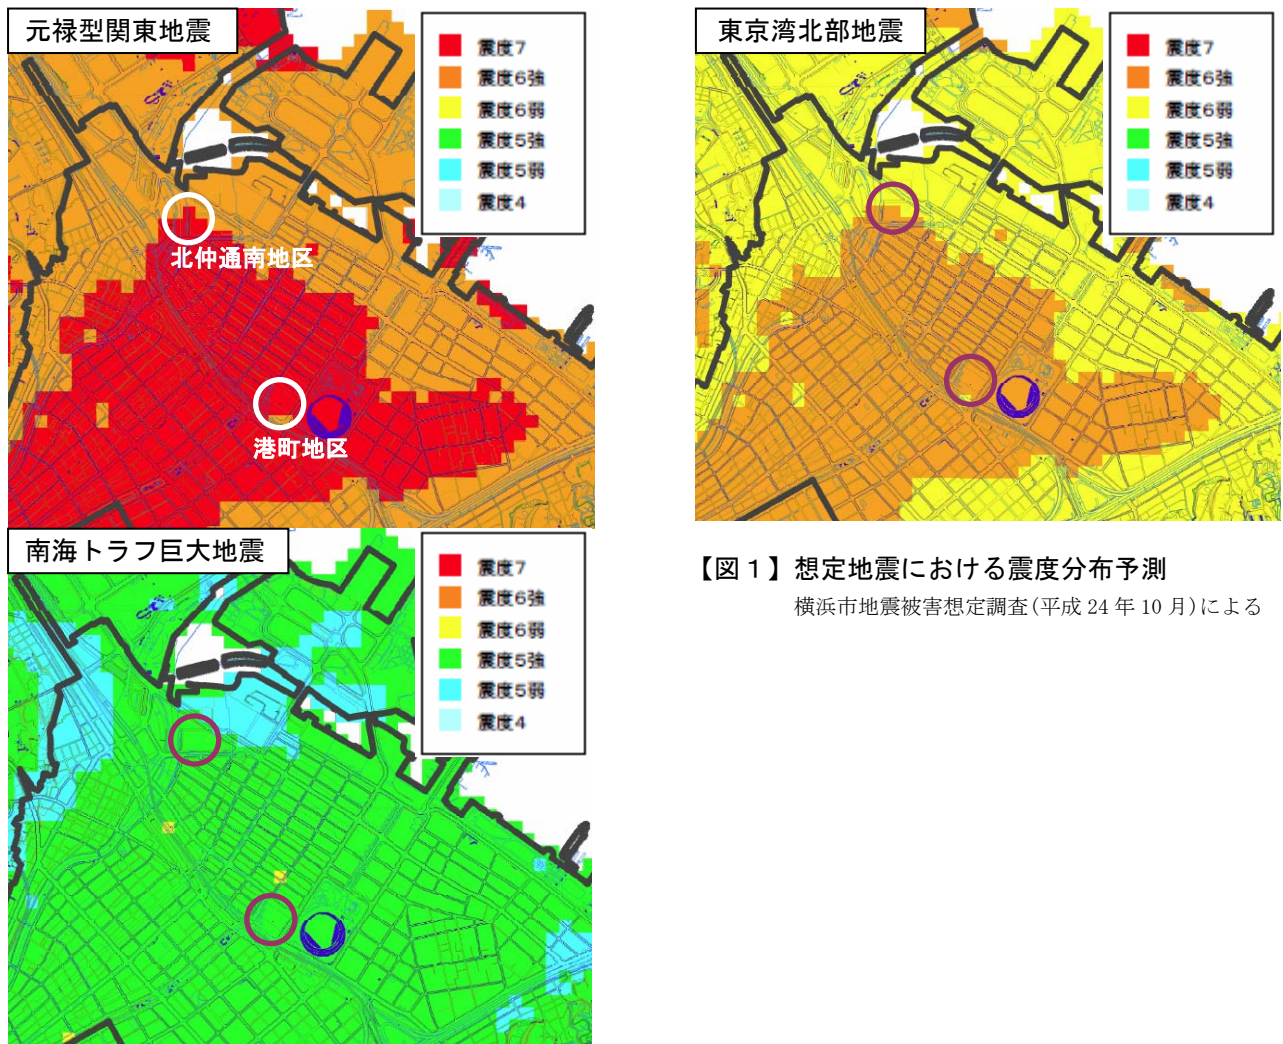 元禄型関東地震
震度7
震度6強
震度6弱
震度5強
震度5弱
震度4
北仲通南地区
港町地区
東京湾北部地震
震度7
震度6強
震度6弱
震度5強
震度5弱
震度4
南海トラフ巨大地震
震度7
震度6強
震度6弱
震度5強
震度5弱
震度4
【図1】想定地震における震度分布予測
横浜市地震被害想定調査(平成 24 年 10 月)による